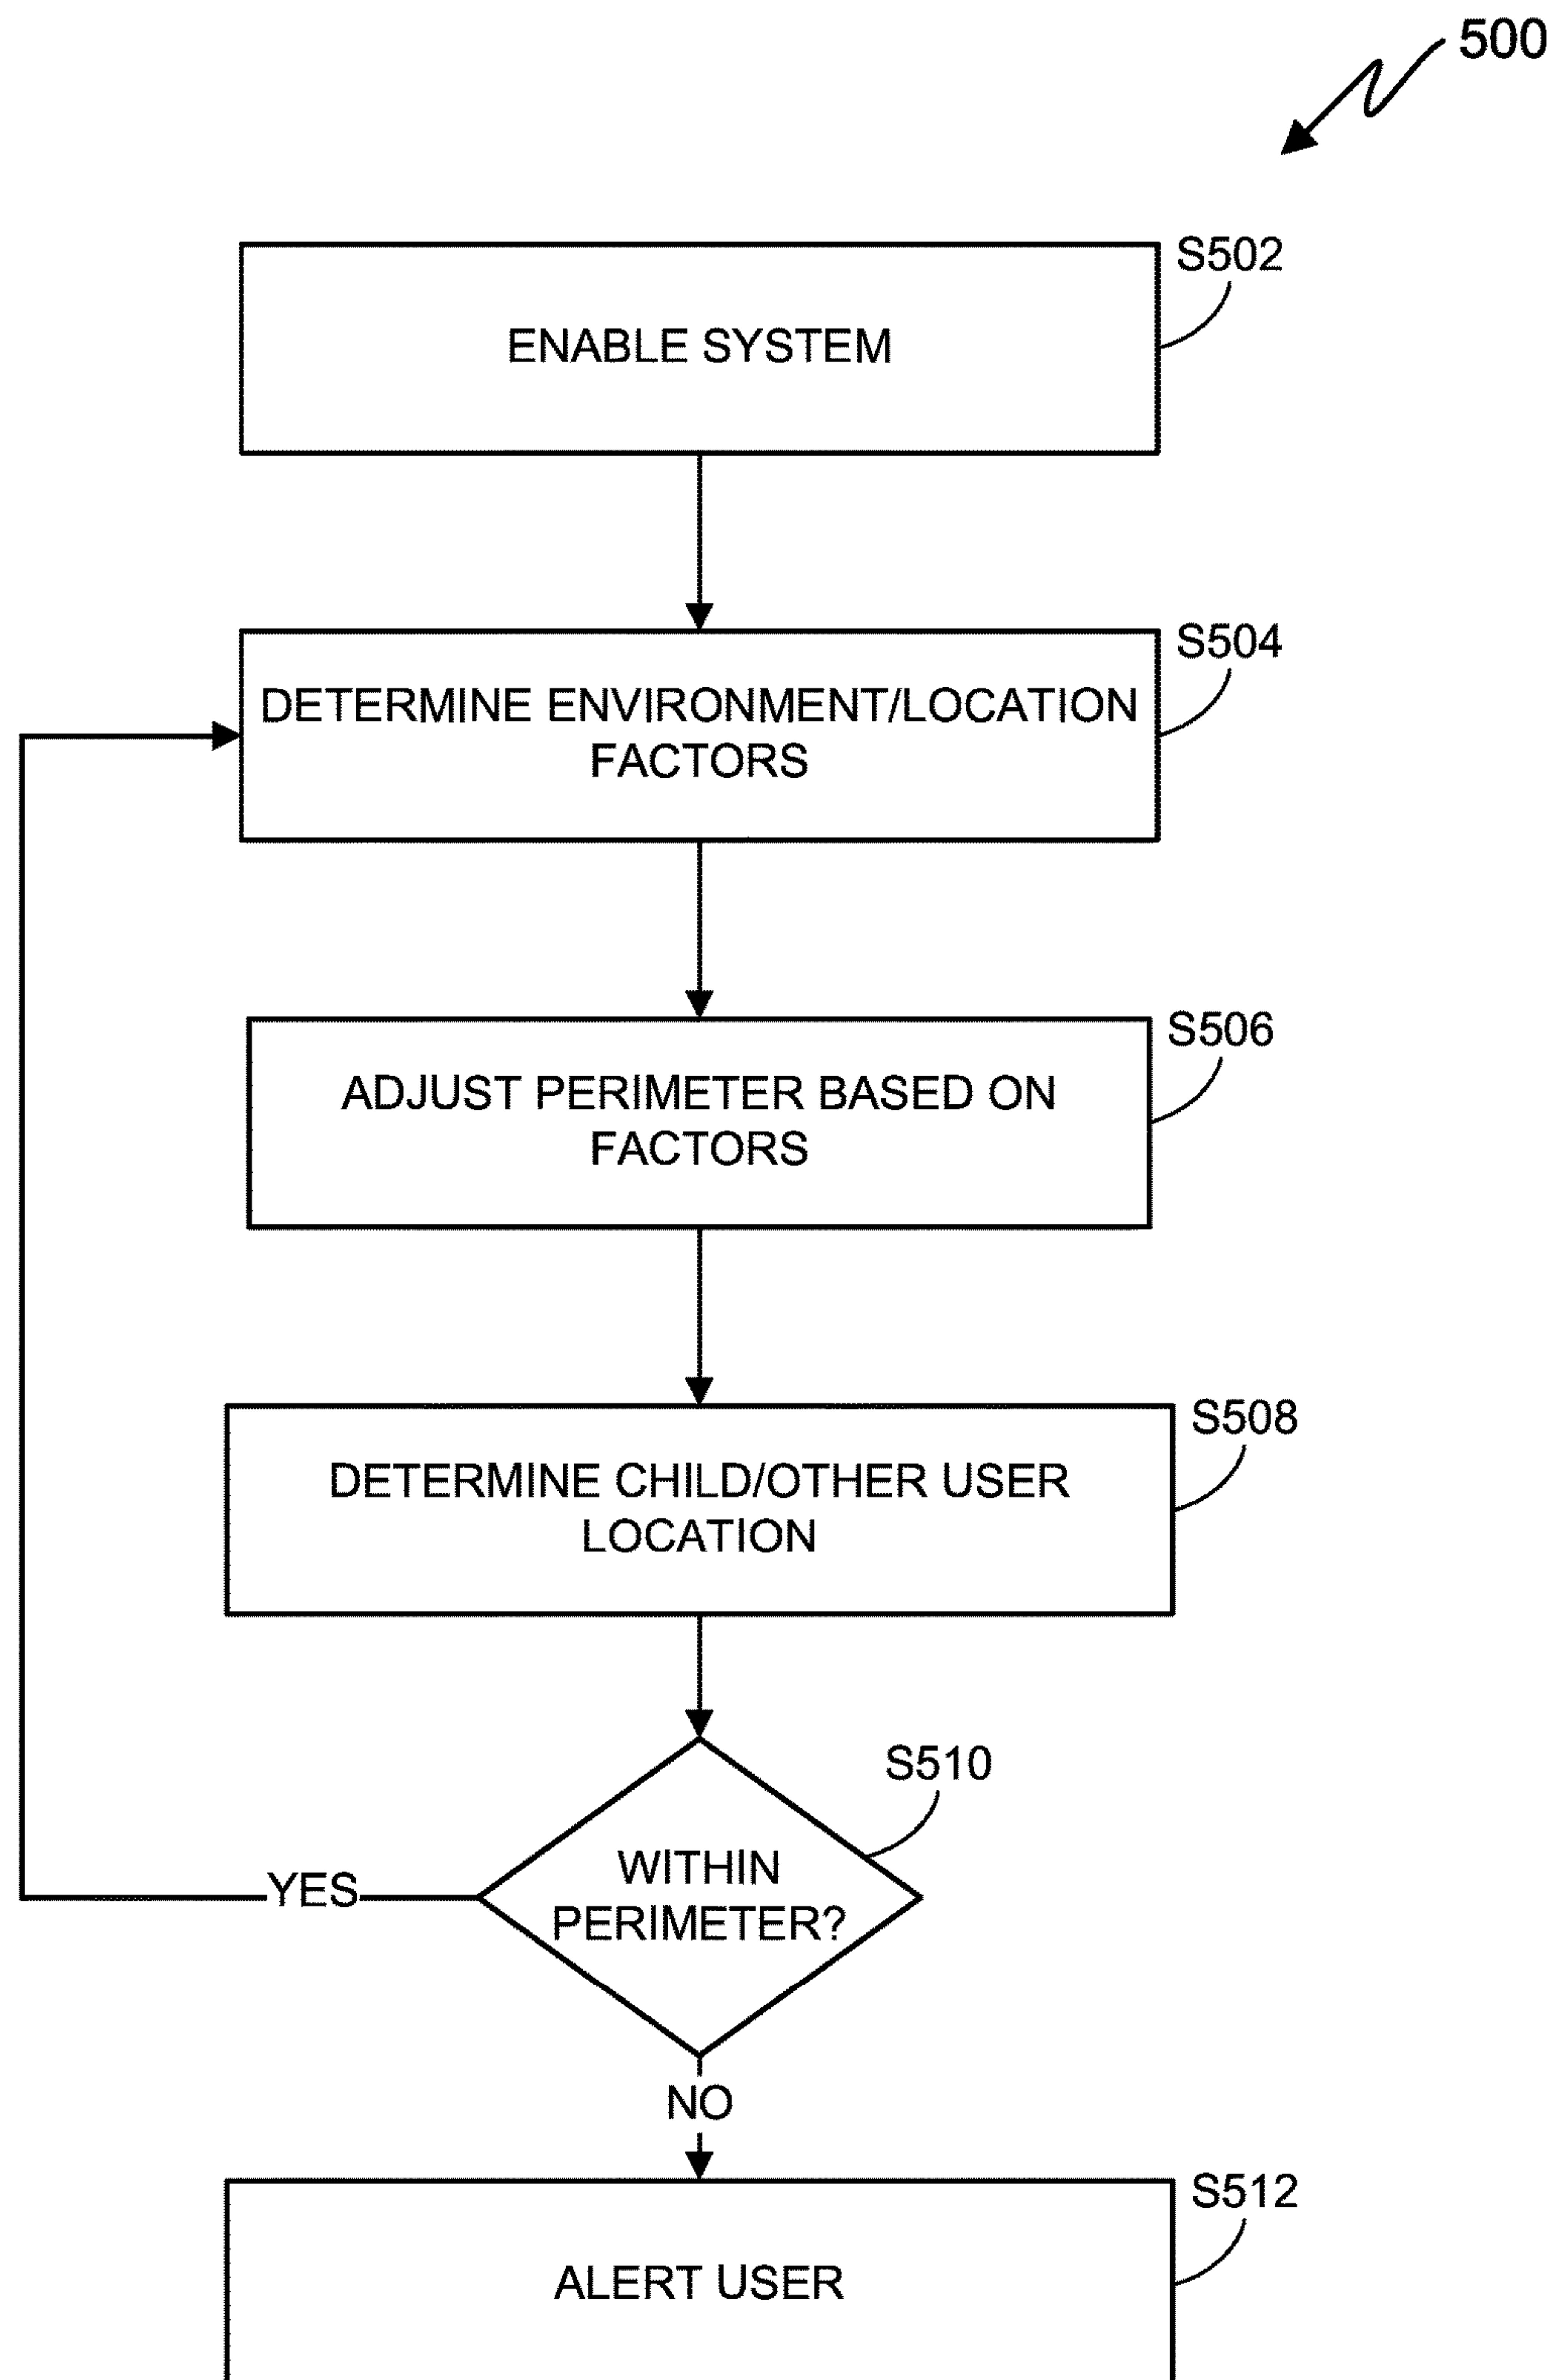 500
S502
ENABLE SYSTEM
S504
DETERMINE ENVIRONMENT/LOCATION
FACTORS
S506
ADJUST PERIMETER BASED ON
FACTORS
S508
DETERMINE CHILD/OTHER USER
LOCATION
S510
WITHIN
PERIMETER?
YES
NO
S512
ALERT USER